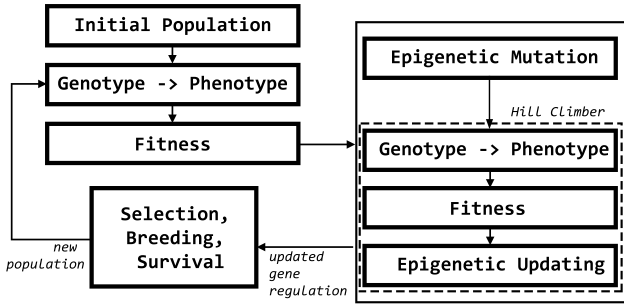 Initial Population
Genotype -> Phenotype
Fitness
Selection,
Breeding,
Survival
new
population
updated
gene
regulation
Epigenetic Mutation
Hill Climber
Genotype -> Phenotype
Fitness
Epigenetic Updating